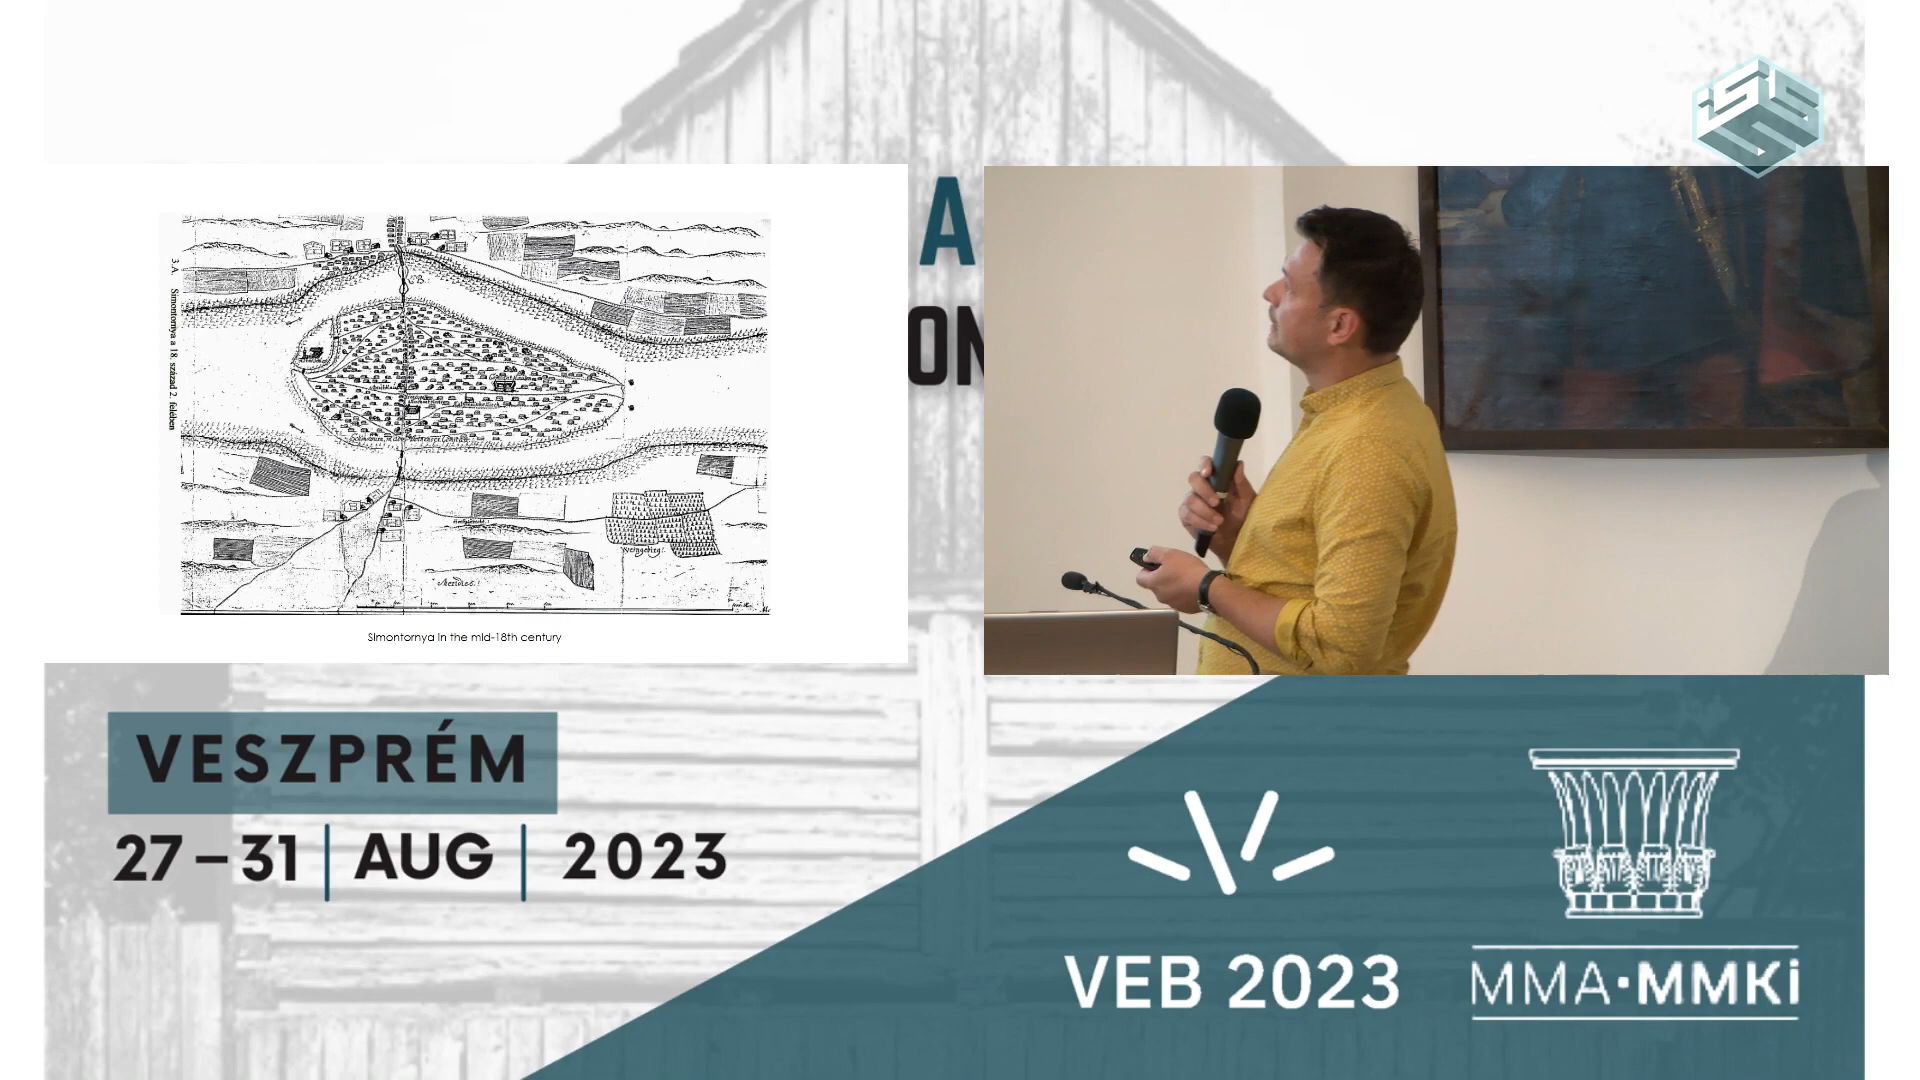 A
ON
3.A. Simontornya a 18. század 2. felében
Weingebirg.
Simontornya in the mid-18th century
VESZPRÉM
27–31 | AUG | 2023
VEB 2023
MMA•MMKi